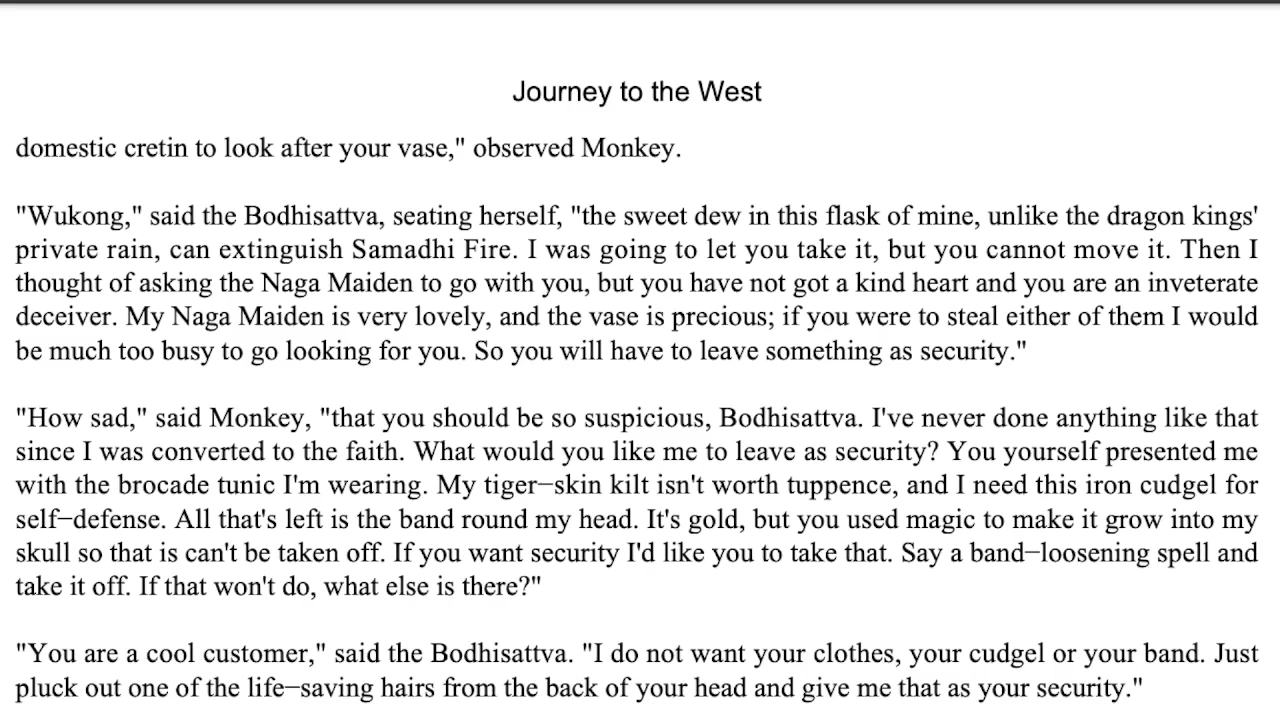 Journey to the West
domestic cretin to look after your vase," observed Monkey.
"Wukong," said the Bodhisattva, seating herself, "the sweet dew in this flask of mine, unlike the dragon kings'
private rain, can extinguish Samadhi Fire. I was going to let you take it, but you cannot move it. Then I
thought of asking the Naga Maiden to go with you, but you have not got a kind heart and you are an inveterate
deceiver. My Naga Maiden is very lovely, and the vase is precious; if you were to steal either of them I would
be much too busy to go looking for you. So you will have to leave something as security."
"How sad," said Monkey, "that you should be so suspicious, Bodhisattva. I've never done anything like that
since I was converted to the faith. What would you like me to leave as security? You yourself presented me
with the brocade tunic I'm wearing. My tiger−skin kilt isn't worth tuppence, and I need this iron cudgel for
self−defense. All that's left is the band round my head. It's gold, but you used magic to make it grow into my
skull so that is can't be taken off. If you want security I'd like you to take that. Say a band−loosening spell and
take it off. If that won't do, what else is there?"
"You are a cool customer," said the Bodhisattva. "I do not want your clothes, your cudgel or your band. Just
pluck out one of the life−saving hairs from the back of your head and give me that as your security."